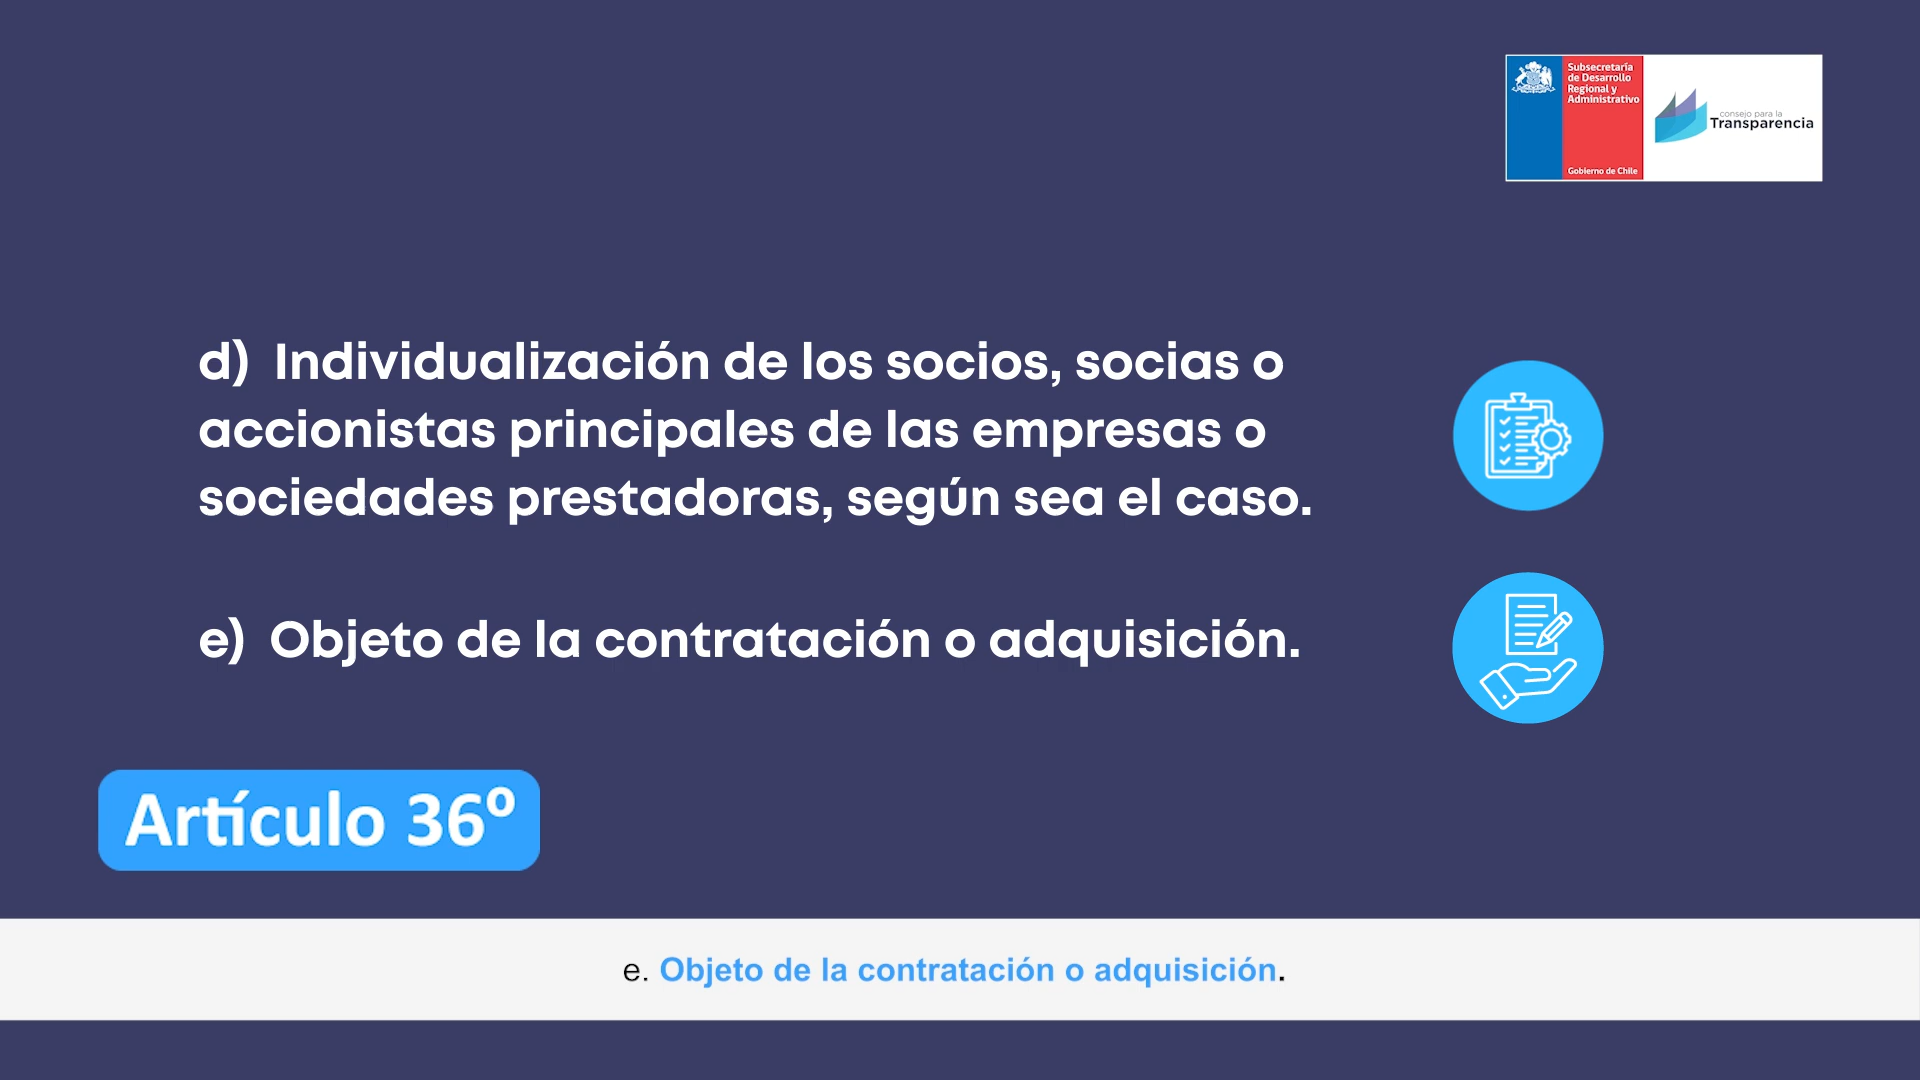 Subsecretaría
de Desarrollo
Regional y
Administrativo
Gobierno de Chile
consejo para la
Transparencia
d) Individualización de los socios, socias o
accionistas principales de las empresas o
sociedades prestadoras, según sea el caso.
e) Objeto de la contratación o adquisición.
Artículo 36º
e. Objeto de la contratación o adquisición.